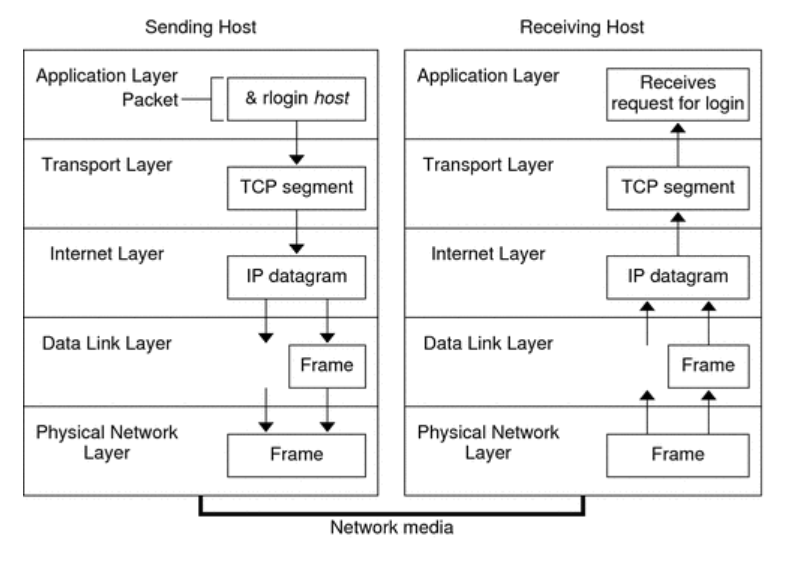 Sending Host
Application Layer
Packet
& rlogin host
Transport Layer
TCP segment
Internet Layer
IP datagram
Data Link Layer
Frame
Physical Network
Layer
Frame
Receiving Host
Application Layer
Receives
request for login
Transport Layer
TCP segment
Internet Layer
IP datagram
Data Link Layer
Frame
Physical Network
Layer
Frame
Network media